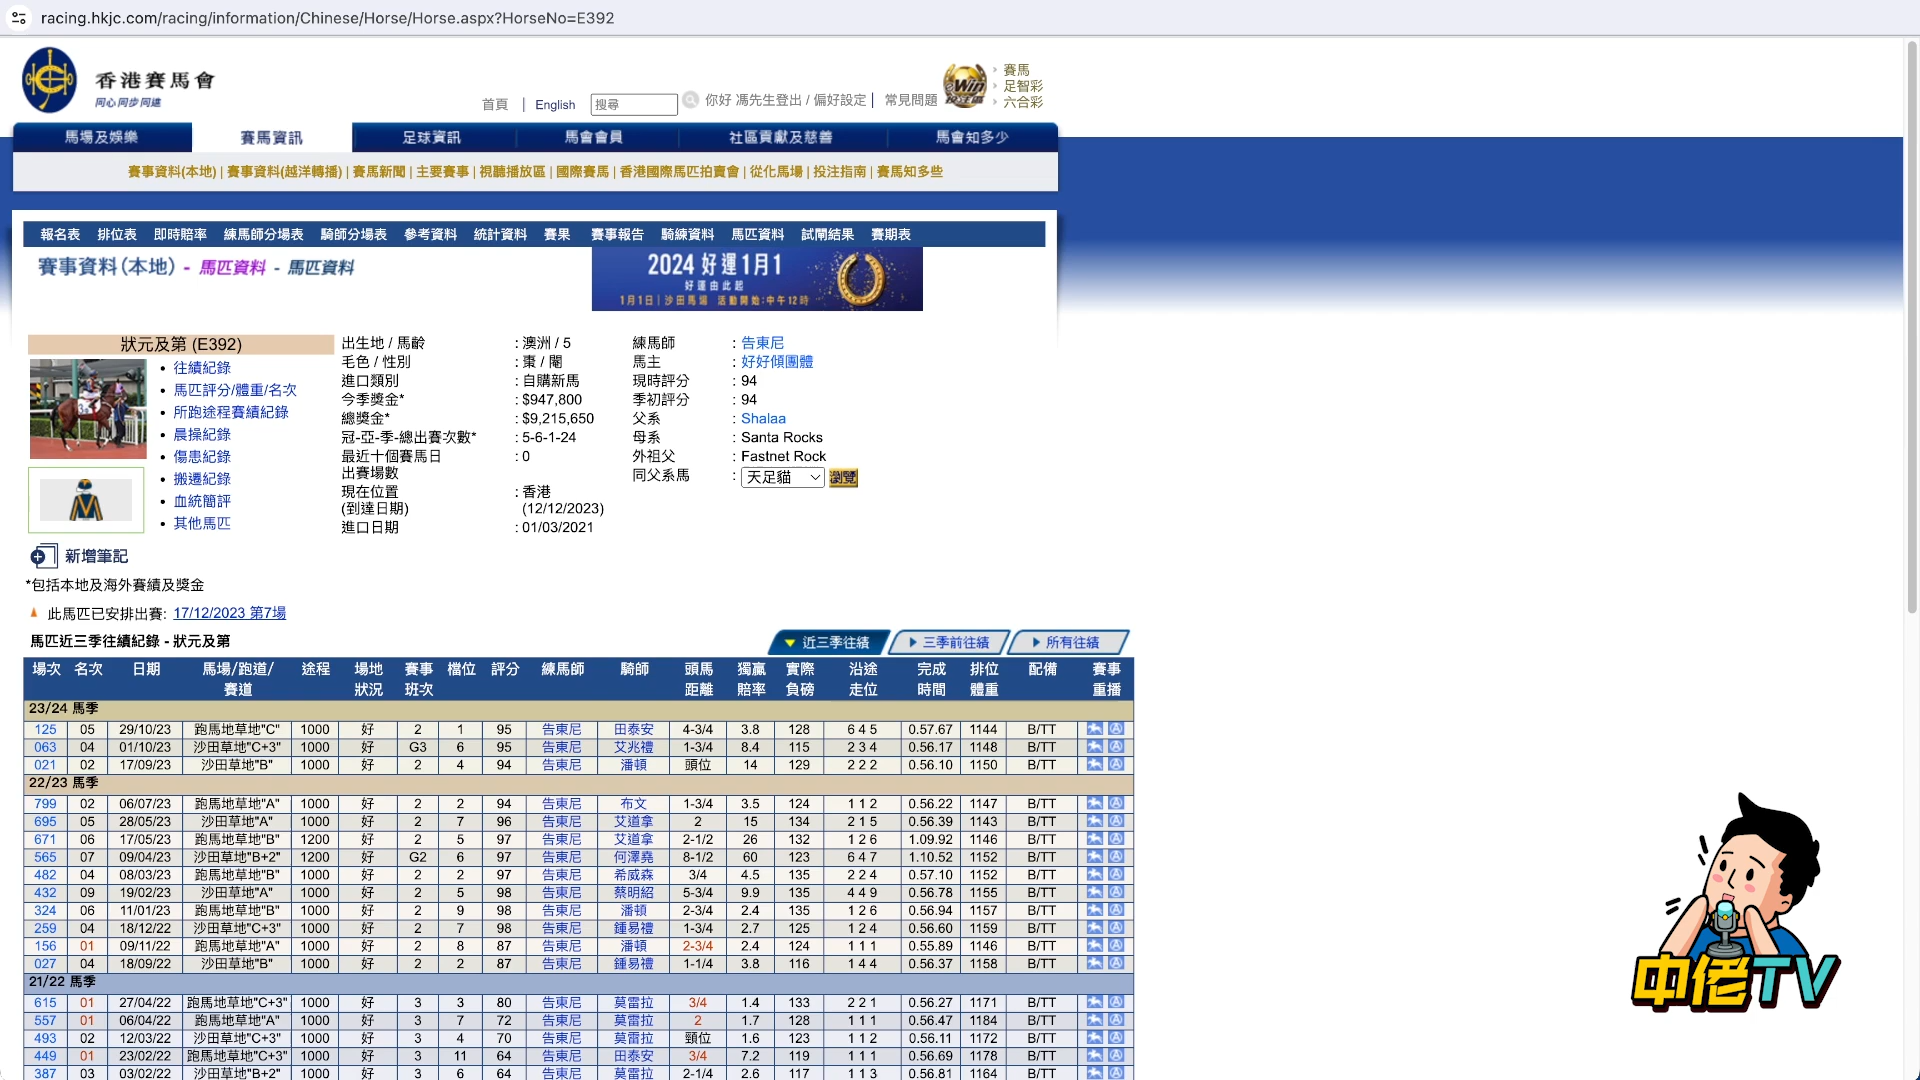 racing.hkjc.com/racing/information/Chinese/Horse/Horse.aspx?HorseNo=E392
香港賽馬會
同心同步同進
首頁 | English 搜尋 你好 馮先生登出 / 偏好設定 | 常見問題
賽馬
足智彩
六合彩
馬場及娛樂 賽馬資訊 足球資訊 馬會會員 社區貢獻及慈善 馬會知多少
賽事資料(本地) | 賽事資料(越洋轉播) | 賽馬新聞 | 主要賽事 | 視聽播放區 | 國際賽馬 | 香港國際馬匹拍賣會 | 從化馬場 | 投注指南 | 賽馬知多些
報名表 排位表 即時賠率 練馬師分場表 騎師分場表 參考資料 統計資料 賽果 賽事報告 騎練資料 馬匹資料 試閘結果 賽期表
賽事資料(本地) - 馬匹資料 - 馬匹資料
2024 好運1月1
好運由此起
1月1日 | 沙田馬場 活動開始:中午12時
狀元及第 (E392)
往績紀錄
馬匹評分/體重/名次
所跑途程賽績紀錄
晨操紀錄
傷患紀錄
搬遷紀錄
血統簡評
其他馬匹
出生地 / 馬齡 : 澳洲 / 5
毛色 / 性別 : 棗 / 閹
進口類別 : 自購新馬
今季獎金* : $947,800
總獎金* : $9,215,650
冠-亞-季-總出賽次數* : 5-6-1-24
最近十個賽馬日 : 0
出賽場數
現在位置 : 香港
(到達日期) (12/12/2023)
進口日期 : 01/03/2021
練馬師 : 告東尼
馬主 : 好好傾團體
現時評分 : 94
季初評分 : 94
父系 : Shalaa
母系 : Santa Rocks
外祖父 : Fastnet Rock
同父系馬 : 天足貓 瀏覽
新增筆記
*包括本地及海外賽績及獎金
此馬匹已安排出賽: 17/12/2023 第7場
馬匹近三季往績紀錄 - 狀元及第
近三季往績 三季前往績 所有往績
場次 名次 日期 馬場/跑道/ 途程 場地 賽事 檔位 評分 練馬師 騎師 頭馬 獨贏 實際 沿途 完成 排位 配備 賽事
賽道 狀況 班次 距離 賠率 負磅 走位 時間 體重 重播
23/24 馬季
125 05 29/10/23 跑馬地草地"C" 1000 好 2 1 95 告東尼 田泰安 4-3/4 3.8 128 6 4 5 0.57.67 1144 B/TT
063 04 01/10/23 沙田草地"C+3" 1000 好 G3 6 95 告東尼 艾兆禮 1-3/4 8.4 115 2 3 4 0.56.17 1148 B/TT
021 02 17/09/23 沙田草地"B" 1000 好 2 4 94 告東尼 潘頓 頭位 14 129 2 2 2 0.56.10 1150 B/TT
22/23 馬季
799 02 06/07/23 跑馬地草地"A" 1000 好 2 2 94 告東尼 布文 1-3/4 3.5 124 1 1 2 0.56.22 1147 B/TT
695 05 28/05/23 沙田草地"A" 1000 好 2 7 96 告東尼 艾道拿 2 15 134 2 1 5 0.56.39 1143 B/TT
671 06 17/05/23 跑馬地草地"B" 1200 好 2 5 97 告東尼 艾道拿 2-1/2 26 132 1 2 6 1.09.92 1146 B/TT
565 07 09/04/23 沙田草地"B+2" 1200 好 G2 6 97 告東尼 何澤堯 8-1/2 60 123 6 4 7 1.10.52 1152 B/TT
482 04 08/03/23 跑馬地草地"B" 1000 好 2 2 97 告東尼 希威森 3/4 4.5 135 2 2 4 0.57.10 1152 B/TT
432 09 19/02/23 沙田草地"A" 1000 好 2 5 98 告東尼 蔡明紹 5-3/4 9.9 135 4 4 9 0.56.78 1155 B/TT
324 06 11/01/23 跑馬地草地"B" 1000 好 2 9 98 告東尼 潘頓 2-3/4 2.4 135 1 2 6 0.56.94 1157 B/TT
259 04 18/12/22 沙田草地"C+3" 1000 好 2 7 98 告東尼 鍾易禮 1-3/4 2.7 125 1 2 4 0.56.60 1159 B/TT
156 01 09/11/22 跑馬地草地"A" 1000 好 2 8 87 告東尼 潘頓 2-3/4 2.4 124 1 1 1 0.55.89 1146 B/TT
027 04 18/09/22 沙田草地"B" 1000 好 2 2 87 告東尼 鍾易禮 1-1/4 3.8 116 1 4 4 0.56.37 1158 B/TT
21/22 馬季
615 01 27/04/22 跑馬地草地"C+3" 1000 好 3 3 80 告東尼 莫雷拉 3/4 1.4 133 2 2 1 0.56.27 1171 B/TT
557 01 06/04/22 跑馬地草地"A" 1000 好 3 7 72 告東尼 莫雷拉 2 1.7 128 1 1 1 0.56.47 1184 B/TT
493 02 12/03/22 沙田草地"C+3" 1000 好 3 4 70 告東尼 莫雷拉 頸位 1.6 123 1 1 2 0.56.11 1172 B/TT
449 01 23/02/22 跑馬地草地"C+3" 1000 好 3 11 64 告東尼 田泰安 3/4 7.2 119 1 1 1 0.56.69 1178 B/TT
387 03 03/02/22 沙田草地"B+2" 1000 好 3 6 64 告東尼 莫雷拉 2-1/4 2.6 117 1 1 3 0.56.81 1164 B/TT
中佬TV